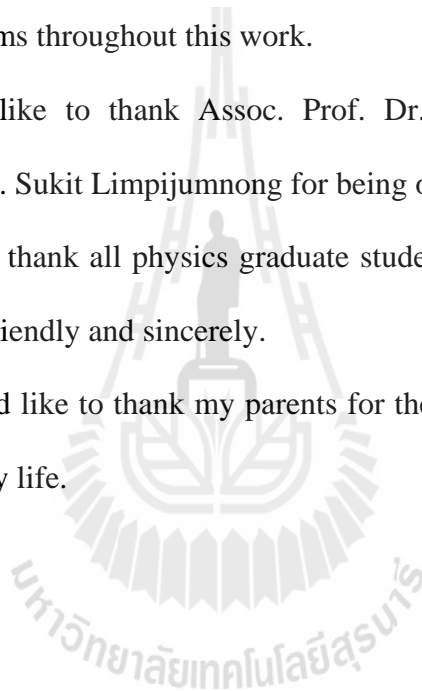 ms throughout this work.
like to thank Assoc. Prof. Dr.
. Sukit Limpijumnong for being o
thank all physics graduate stude
iendly and sincerely.
d like to thank my parents for the
y life.
มหาวิทยาลัยเทคโนโลยีสุรนารี